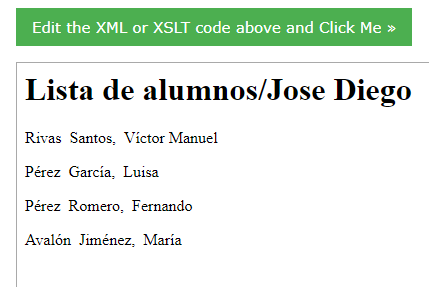 Edit the XML or XSLT code above and Click Me »
Lista de alumnos/Jose Diego
Rivas Santos, Víctor Manuel
Pérez García, Luisa
Pérez Romero, Fernando
Avalón Jiménez, María